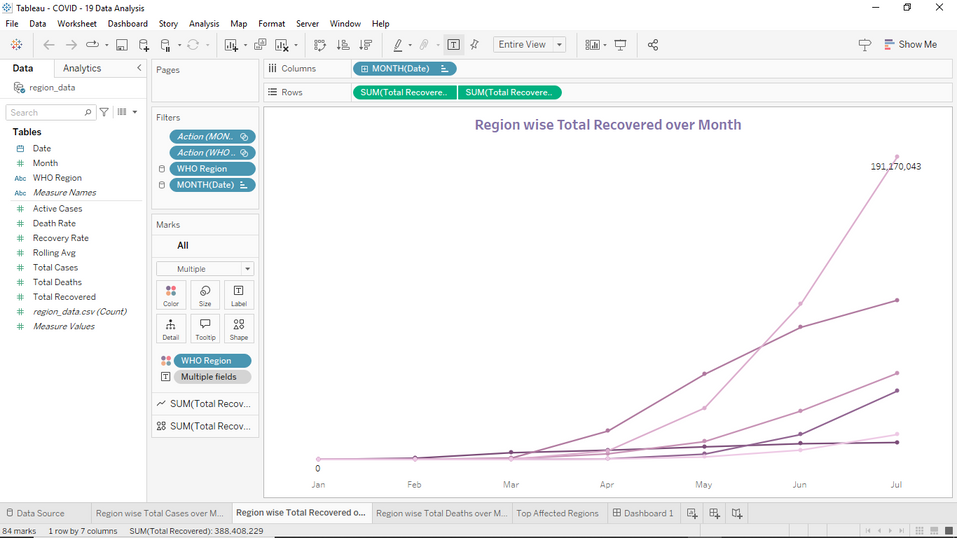 Tableau - COVID - 19 Data Analysis
File Data Worksheet Dashboard Story Analysis Map Format Server Window Help
Entire View
Show Me
Data Analytics
region_data
Search
Tables
Date
Month
Abc WHO Region
Abc Measure Names
Active Cases
Death Rate
Recovery Rate
Rolling Avg
Total Cases
Total Deaths
Total Recovered
region_data.csv (Count)
Measure Values
Pages
Filters
Action (MON..
Action (WHO ..
WHO Region
MONTH(Date)
Marks
All
Multiple
Color Size Label
Detail Tooltip Shape
WHO Region
Multiple fields
SUM(Total Recov...
SUM(Total Recov...
Columns MONTH(Date)
Rows SUM(Total Recovere.. SUM(Total Recovere..
Region wise Total Recovered over Month
191,170,043
0
Jan Feb Mar Apr May Jun Jul
Data Source Region wise Total Cases over M... Region wise Total Recovered o... Region wise Total Deaths over M... Top Affected Regions Dashboard 1
84 marks 1 row by 7 columns SUM(Total Recovered): 388,408,229